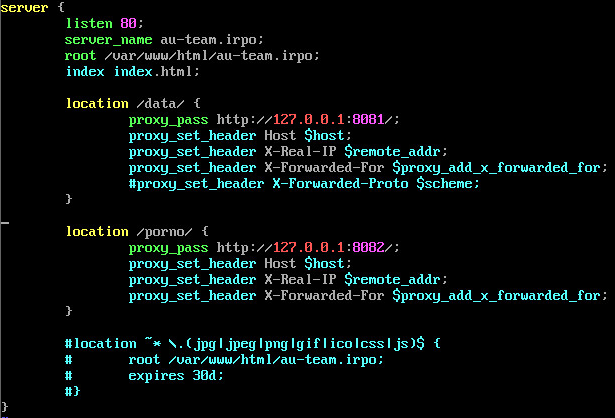 server {
listen 80;
server_name au-team.irpo;
root /var/www/html/au-team.irpo;
index index.html;
location /data/ {
proxy_pass http://127.0.0.1:8081/;
proxy_set_header Host $host;
proxy_set_header X-Real-IP $remote_addr;
proxy_set_header X-Forwarded-For $proxy_add_x_forwarded_for;
#proxy_set_header X-Forwarded-Proto $scheme;
}
location /porno/ {
proxy_pass http://127.0.0.1:8082/;
proxy_set_header Host $host;
proxy_set_header X-Real-IP $remote_addr;
proxy_set_header X-Forwarded-For $proxy_add_x_forwarded_for;
}
#location ~* \.(jpg|jpeg|png|gif|ico|css|js)$ {
# root /var/www/html/au-team.irpo;
# expires 30d;
#}
}